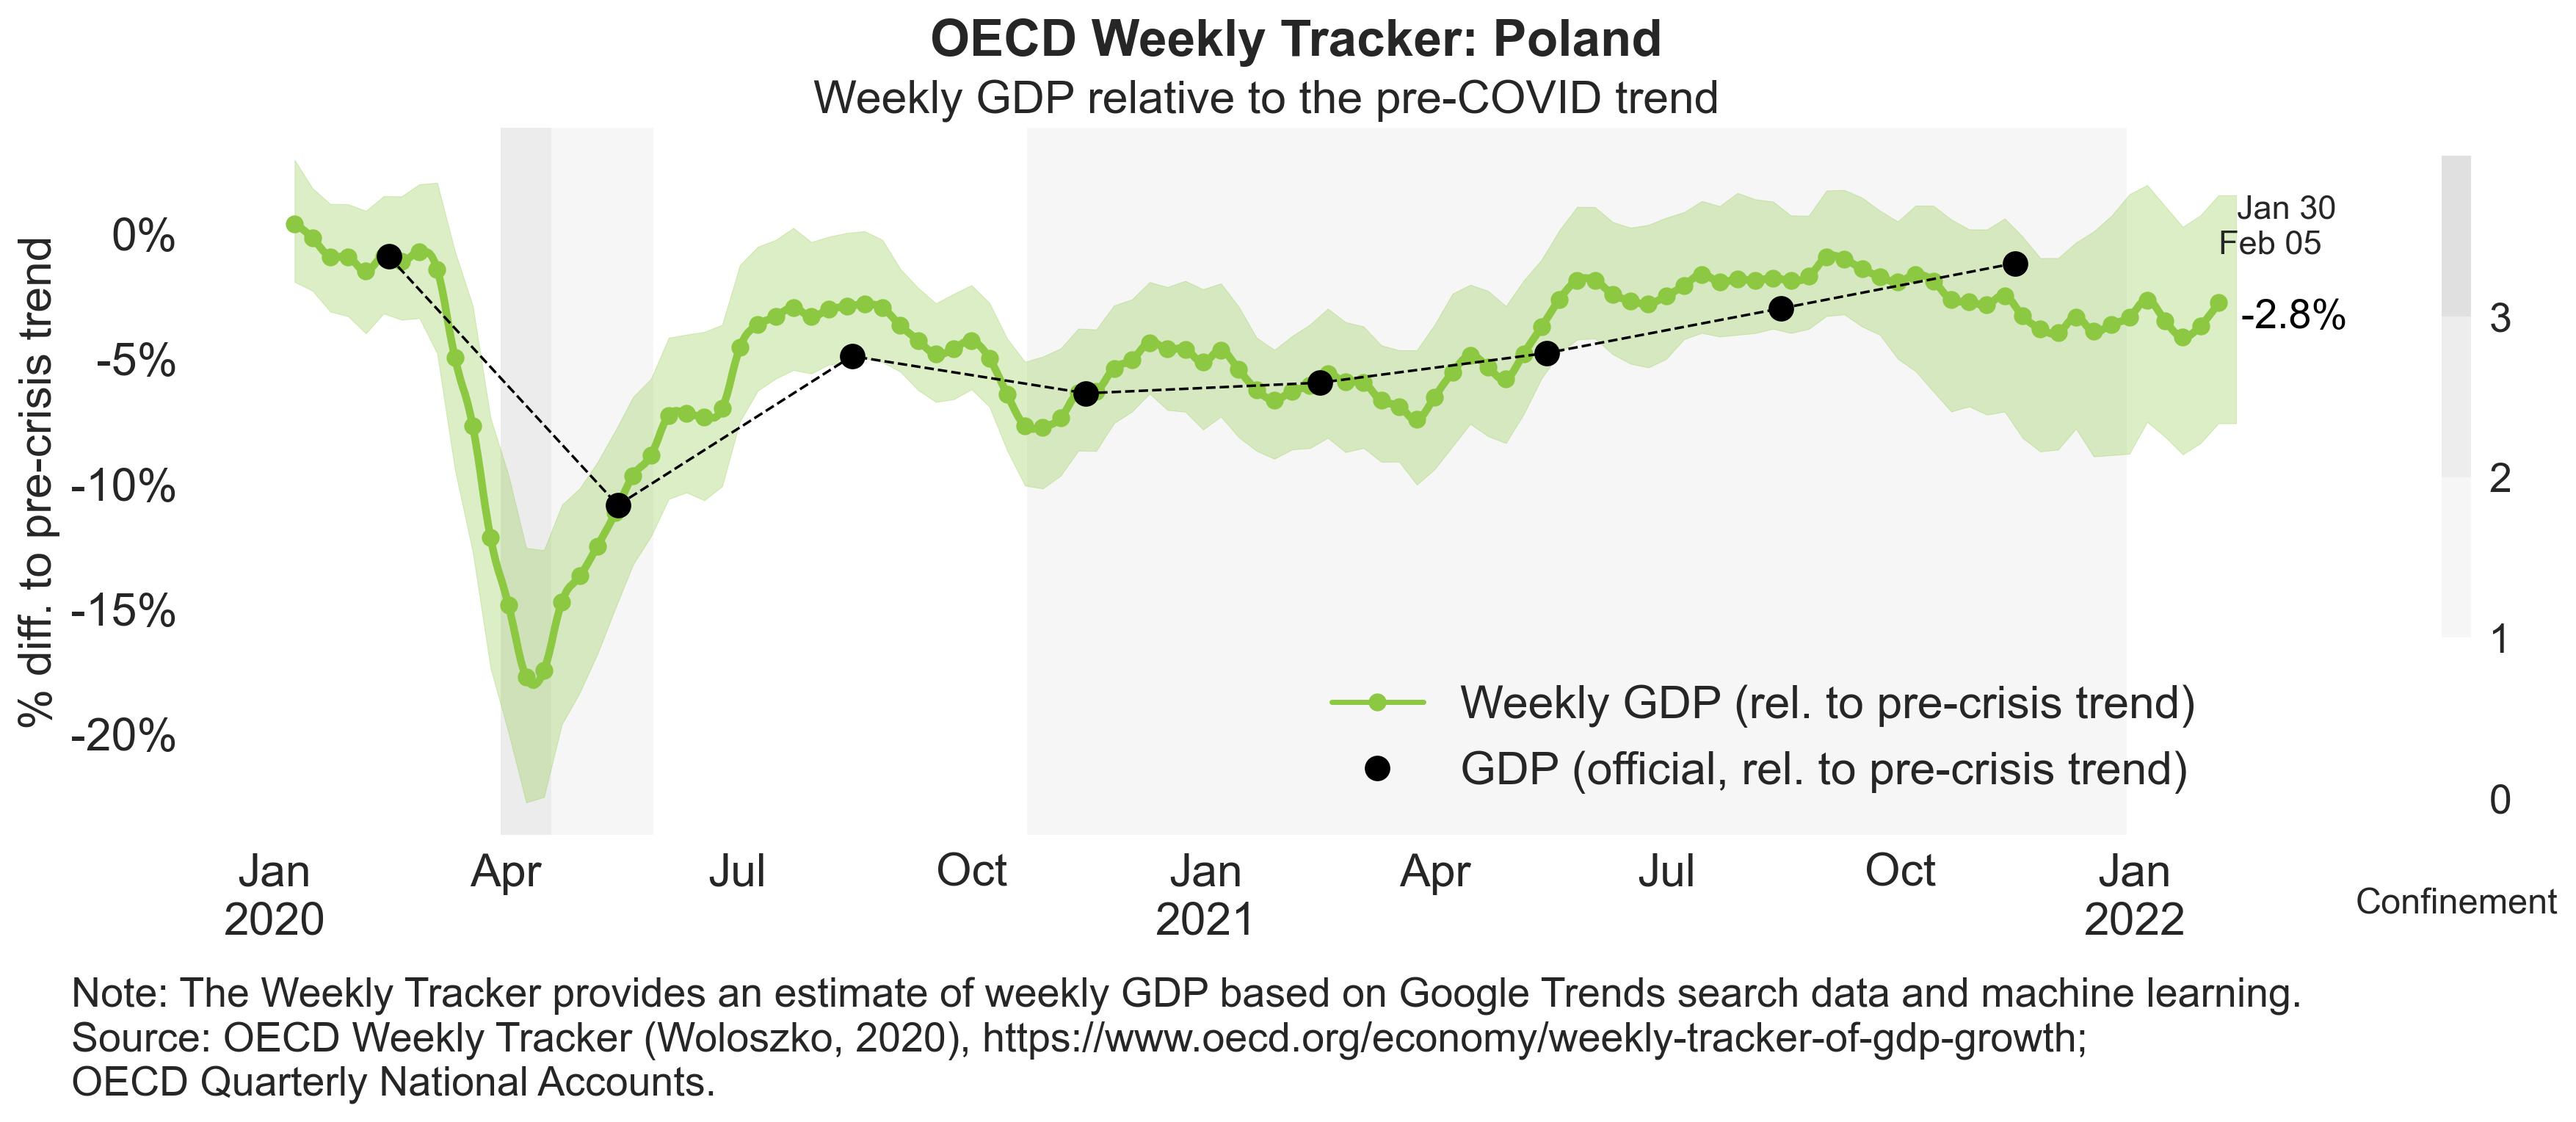 OECD Weekly Tracker: Poland
Weekly GDP relative to the pre-COVID trend
% diff. to pre-crisis trend
0%
-5%
-10%
-15%
-20%
Jan 30
Feb 05
-2.8%
3
2
1
0
Confinement
Weekly GDP (rel. to pre-crisis trend)
GDP (official, rel. to pre-crisis trend)
Jan Apr Jul Oct Jan Apr Jul Oct Jan
2020 2021 2022
Note: The Weekly Tracker provides an estimate of weekly GDP based on Google Trends search data and machine learning.
Source: OECD Weekly Tracker (Woloszko, 2020), https://www.oecd.org/economy/weekly-tracker-of-gdp-growth;
OECD Quarterly National Accounts.